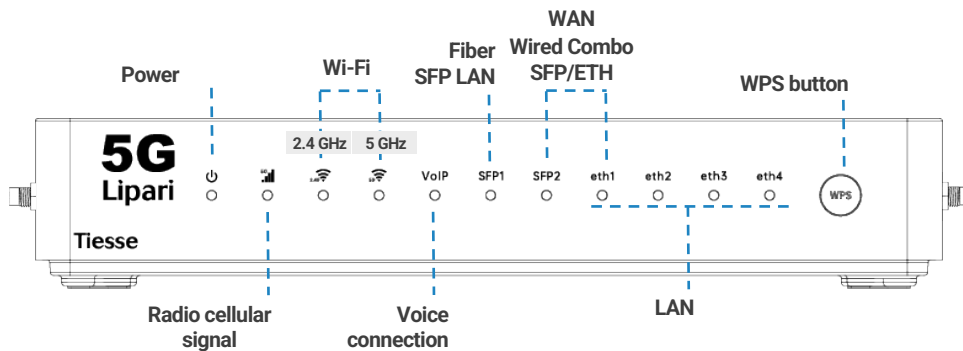 WAN
Wired Combo
SFP/ETH
Fiber
SFP LAN
Wi-Fi
Power
WPS button
2.4 GHz
5 GHz
5G
Lipari
VoIP
SFP1
SFP2
eth1
eth2
eth3
eth4
WPS
Tiesse
Radio cellular
signal
Voice
connection
LAN